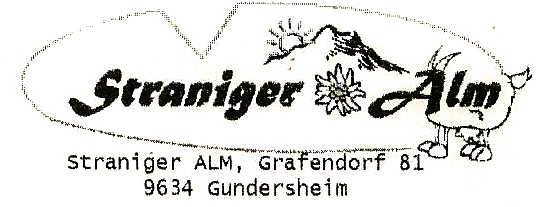 Straniger Alm
Straniger ALM, Grafendorf 81
9634 Gundersheim